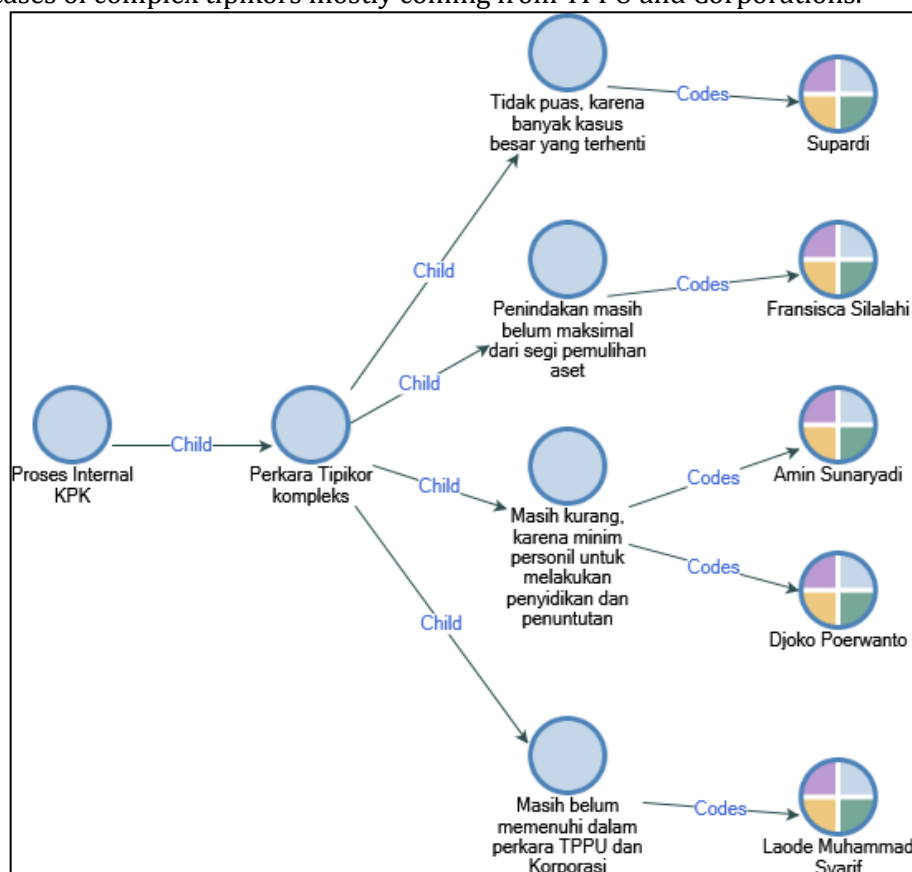 cases of complex tipikors mostly coming from TPPU and Corporations.
Tidak puas, karena
banyak kasus
besar yang terhenti
Codes
Supardi
Child
Penindakan masih
belum maksimal
dari segi pemulihan
aset
Codes
Fransisca Silalahi
Child
Proses Internal
KPK
Child
Perkara Tipikor
kompleks
Child
Masih kurang,
karena minim
personil untuk
melakukan
penyidikan dan
penuntutan
Codes
Amin Sunaryadi
Codes
Djoko Poerwanto
Child
Masih belum
memenuhi dalam
perkara TPPU dan
Korporasi
Codes
Laode Muhammad
Syarif